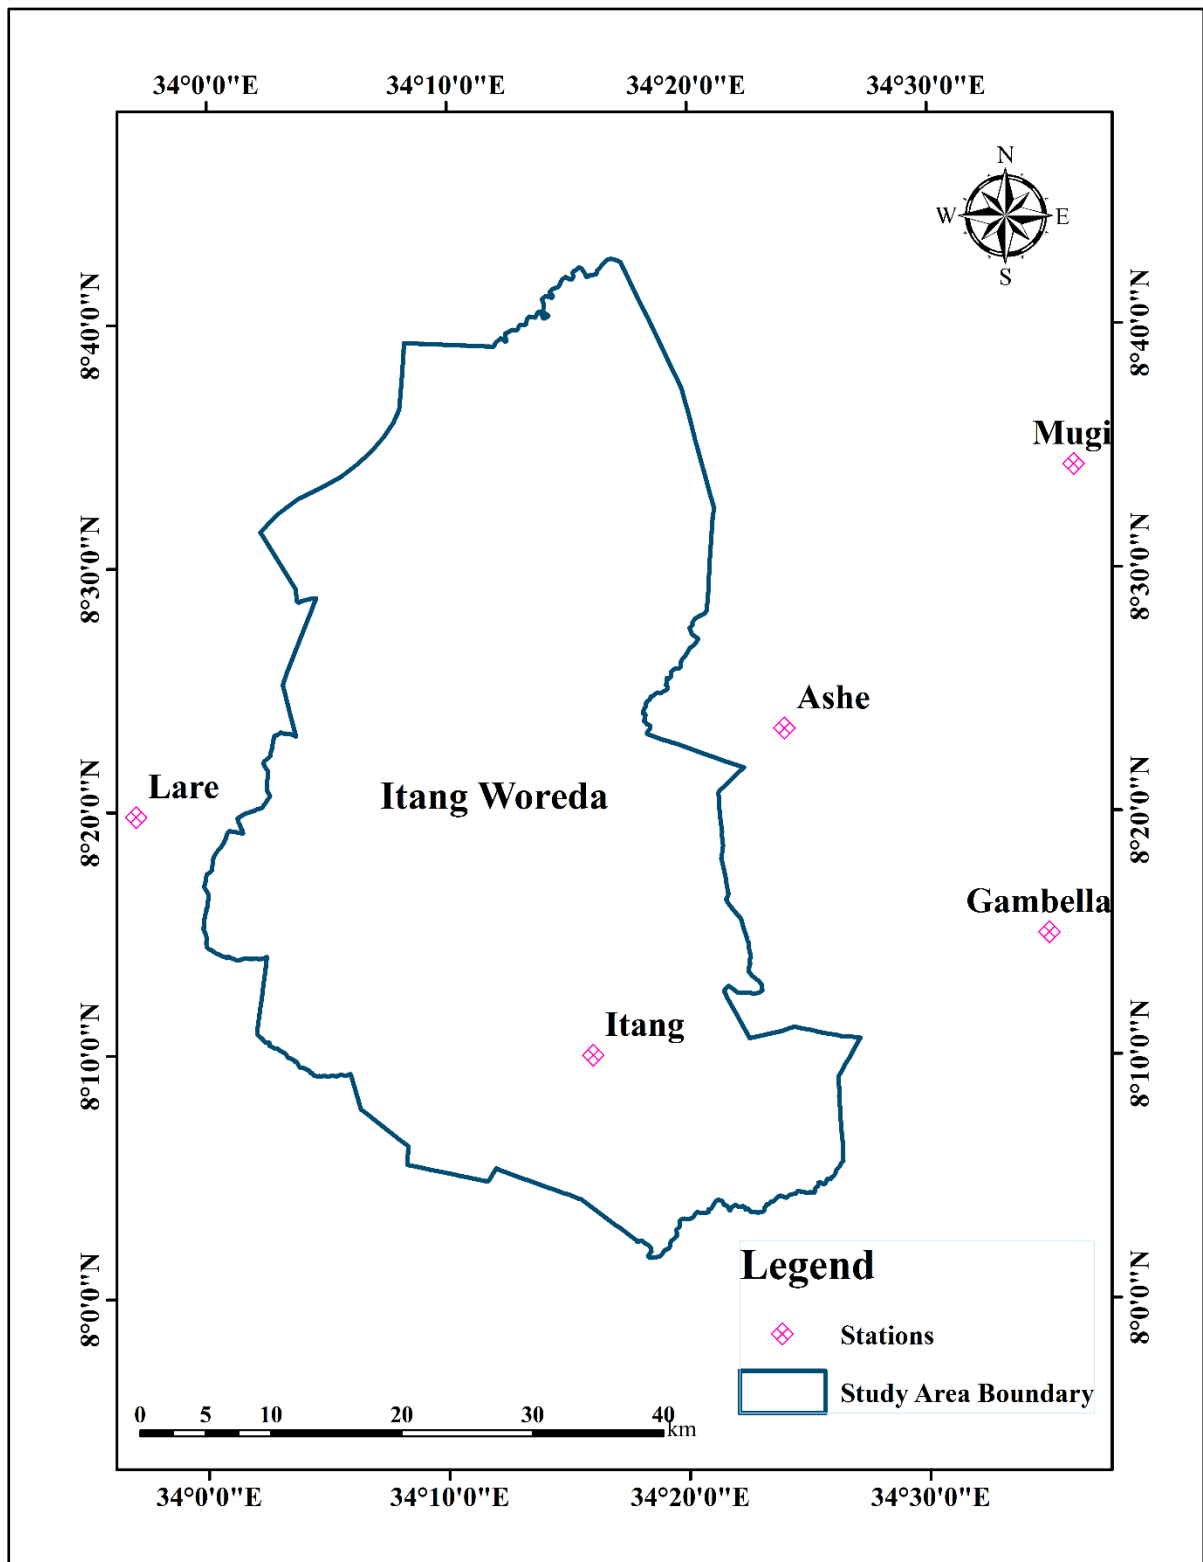 34°0'0"E 34°10'0"E 34°20'0"E 34°30'0"E
N
W E
S
8°40'0"N 8°40'0"N
Mugi
8°30'0"N 8°30'0"N
Ashe
Lare
Itang Woreda
8°20'0"N 8°20'0"N
Gambella
Itang
8°10'0"N 8°10'0"N
8°0'0"N 8°0'0"N
Legend
Stations
Study Area Boundary
0 5 10 20 30 40
km
34°0'0"E 34°10'0"E 34°20'0"E 34°30'0"E